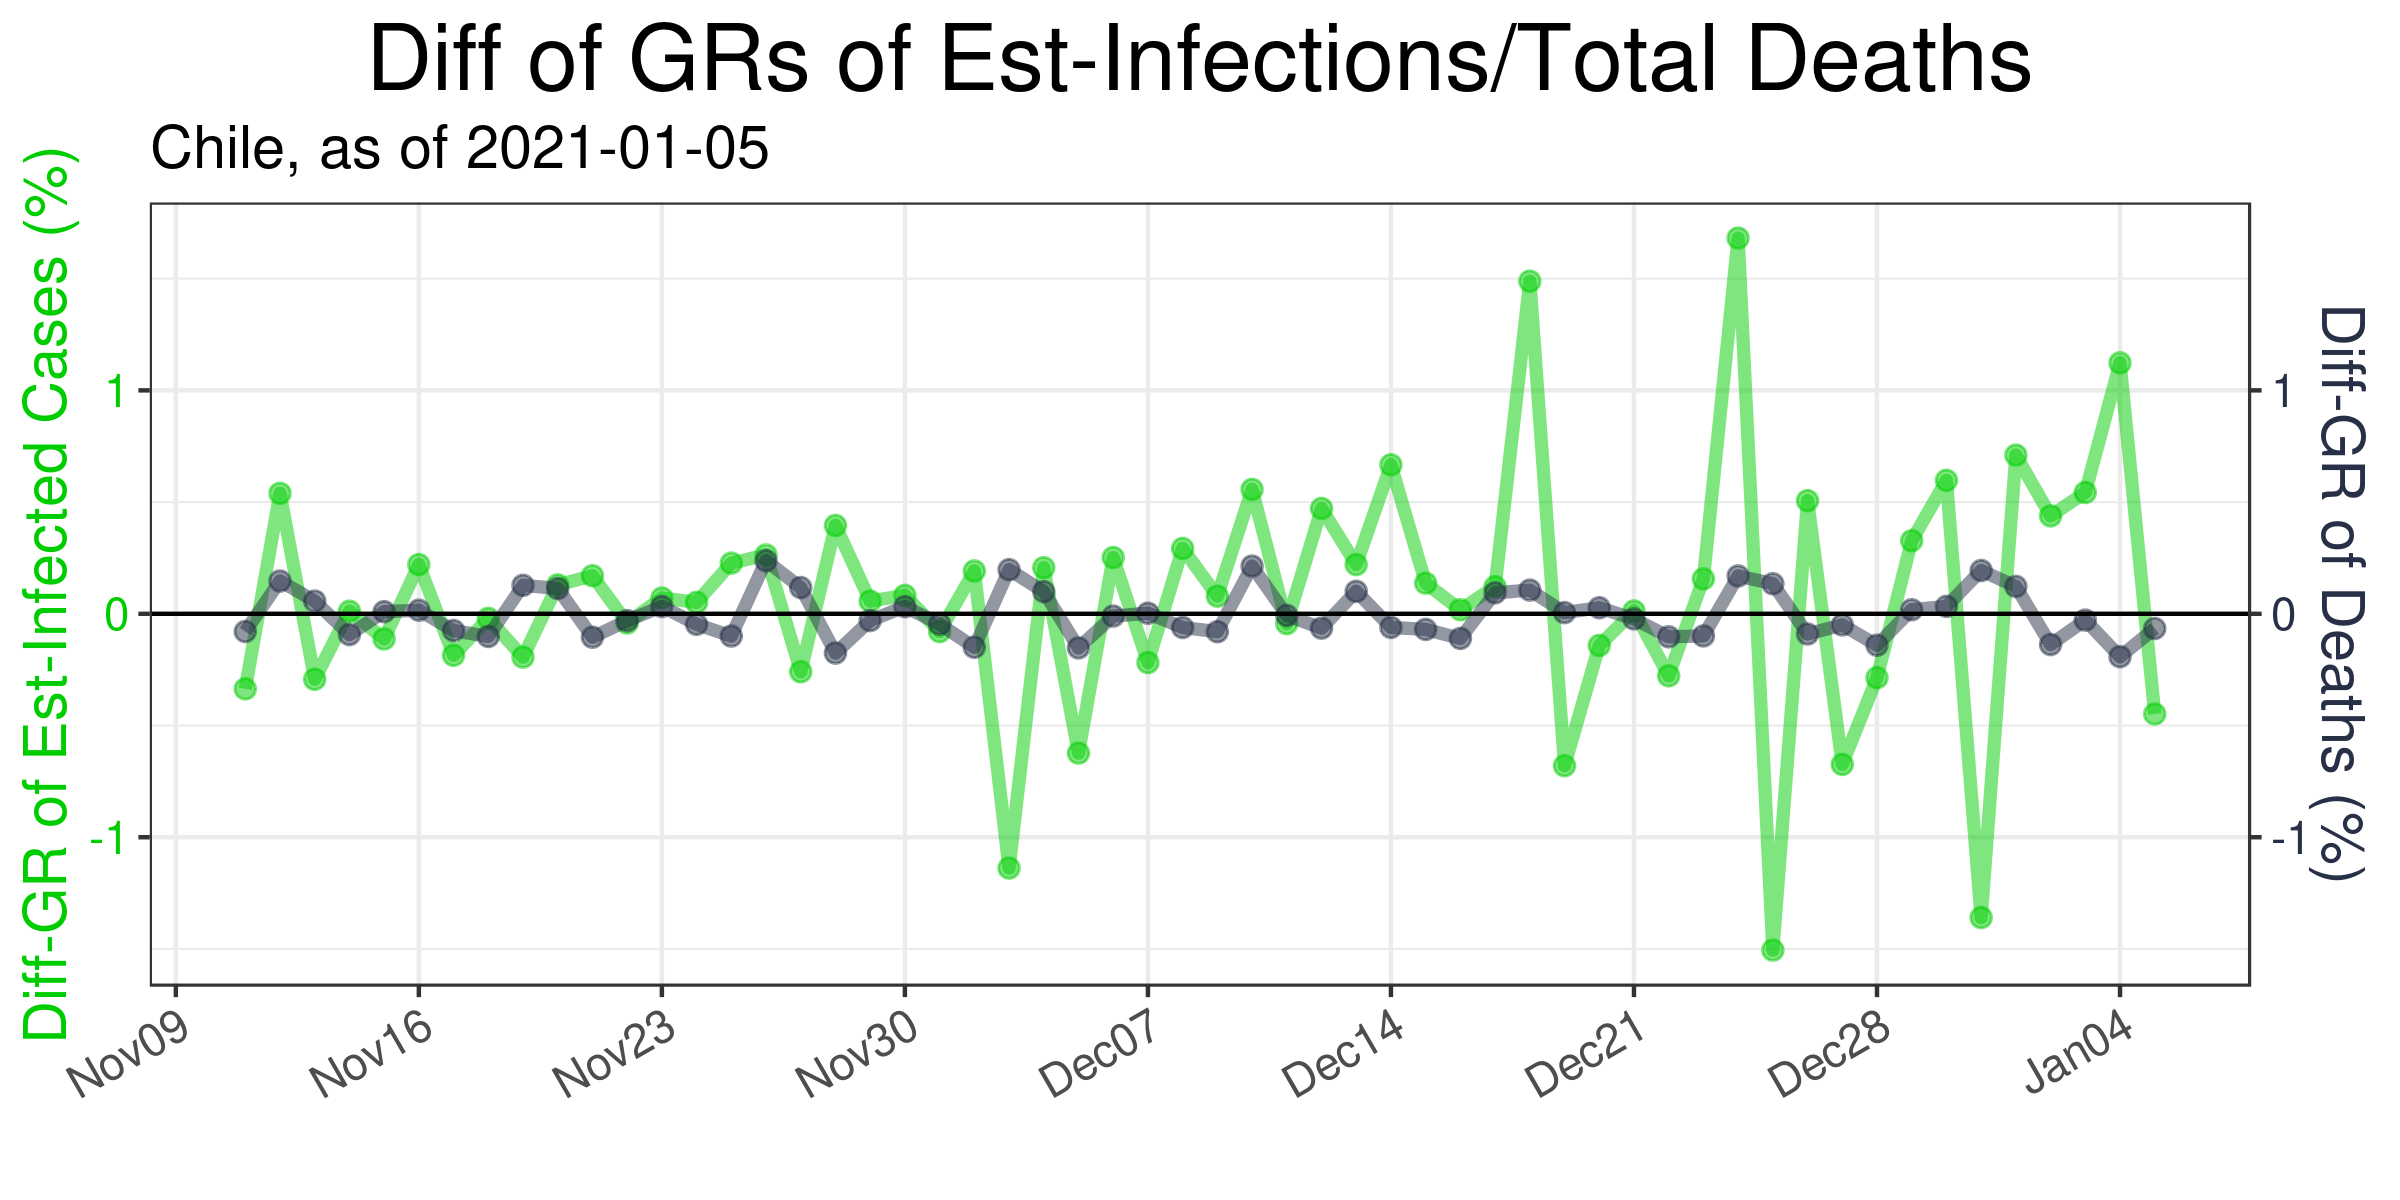 Diff of GRs of Est-Infections/Total Deaths
Chile, as of 2021-01-05
Diff-GR of Est-Infected Cases (%)
1
0
-1
1
0
-1
Diff-GR of Deaths (%)
Nov09
Nov16
Nov23
Nov30
Dec07
Dec14
Dec21
Dec28
Jan04